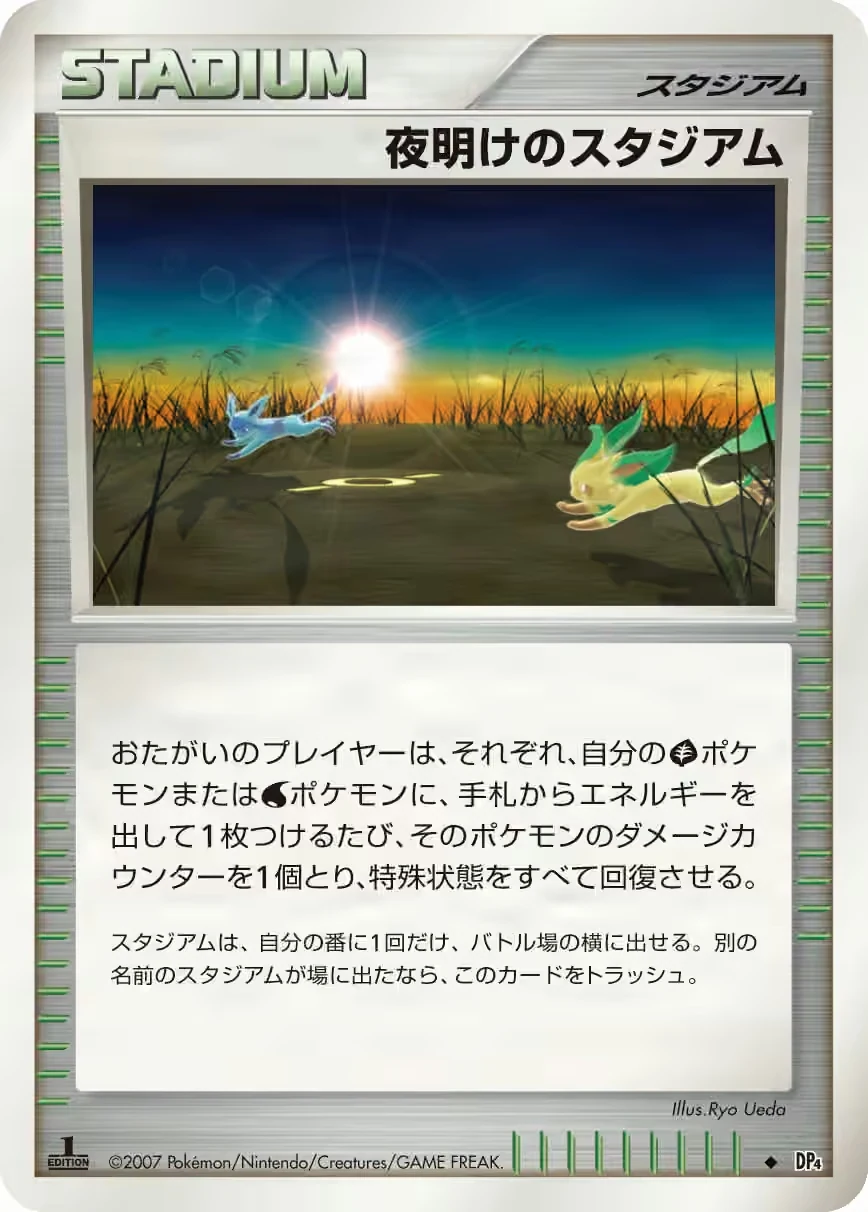 STADIUM
スタジアム
夜明けのスタジアム
おたがいのプレイヤーは、それぞれ、自分のポケ
モンまたはポケモンに、手札からエネルギーを
出して1枚つけるたび、そのポケモンのダメージカ
ウンターを1個とり、特殊状態をすべて回復させる。
スタジアムは、自分の番に1回だけ、バトル場の横に出せる。別の
名前のスタジアムが場に出たなら、このカードをトラッシュ。
Illus.Ryo Ueda
1 EDITION ©2007 Pokémon/Nintendo/Creatures/GAME FREAK. ◆ DP4